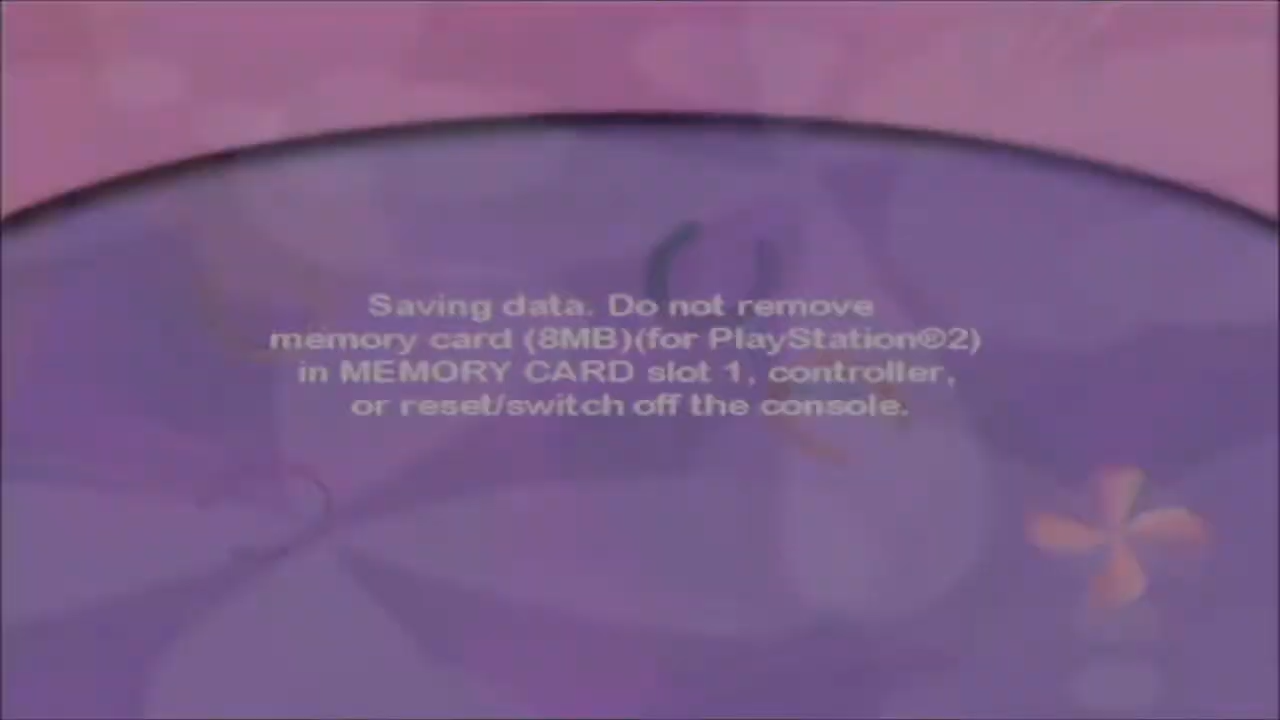 Saving data. Do not remove
memory card (8MB)(for PlayStation®2)
in MEMORY CARD slot 1, controller,
or reset/switch off the console.